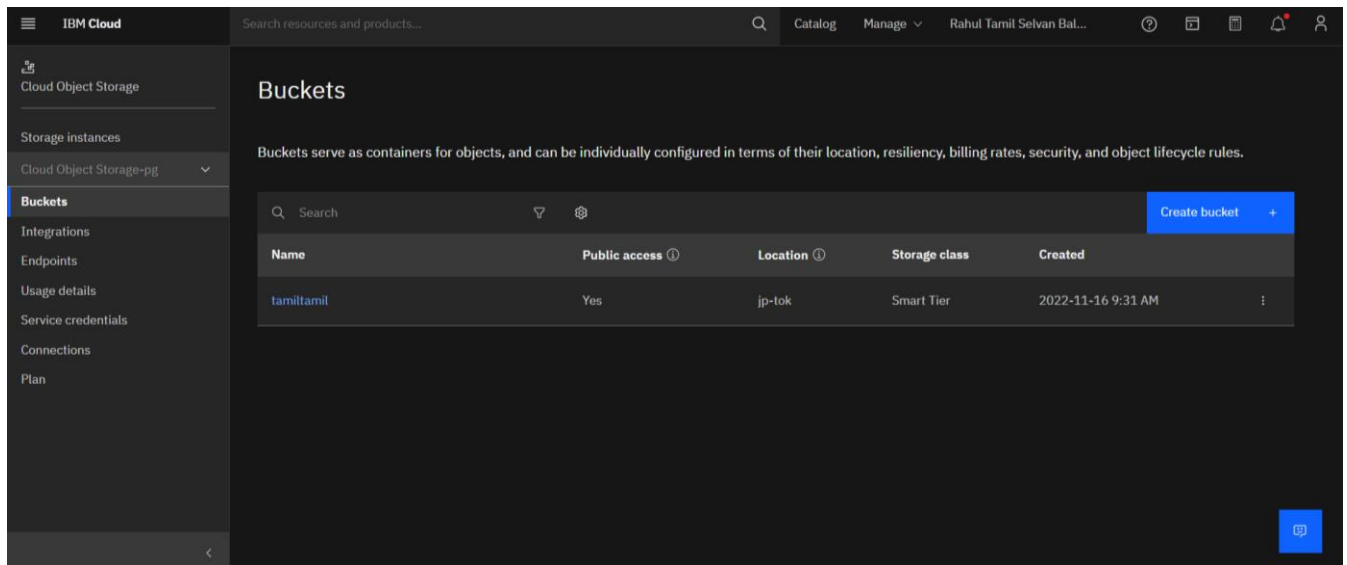 IBM Cloud Search resources and products... Catalog Manage Rahul Tamil Selvan Bal...
Cloud Object Storage
Storage instances
Cloud Object Storage-pg
Buckets
Integrations
Endpoints
Usage details
Service credentials
Connections
Plan
Buckets
Buckets serve as containers for objects, and can be individually configured in terms of their location, resiliency, billing rates, security, and object lifecycle rules.
Search Create bucket +
Name Public access Location Storage class Created
tamiltamil Yes jp-tok Smart Tier 2022-11-16 9:31 AM